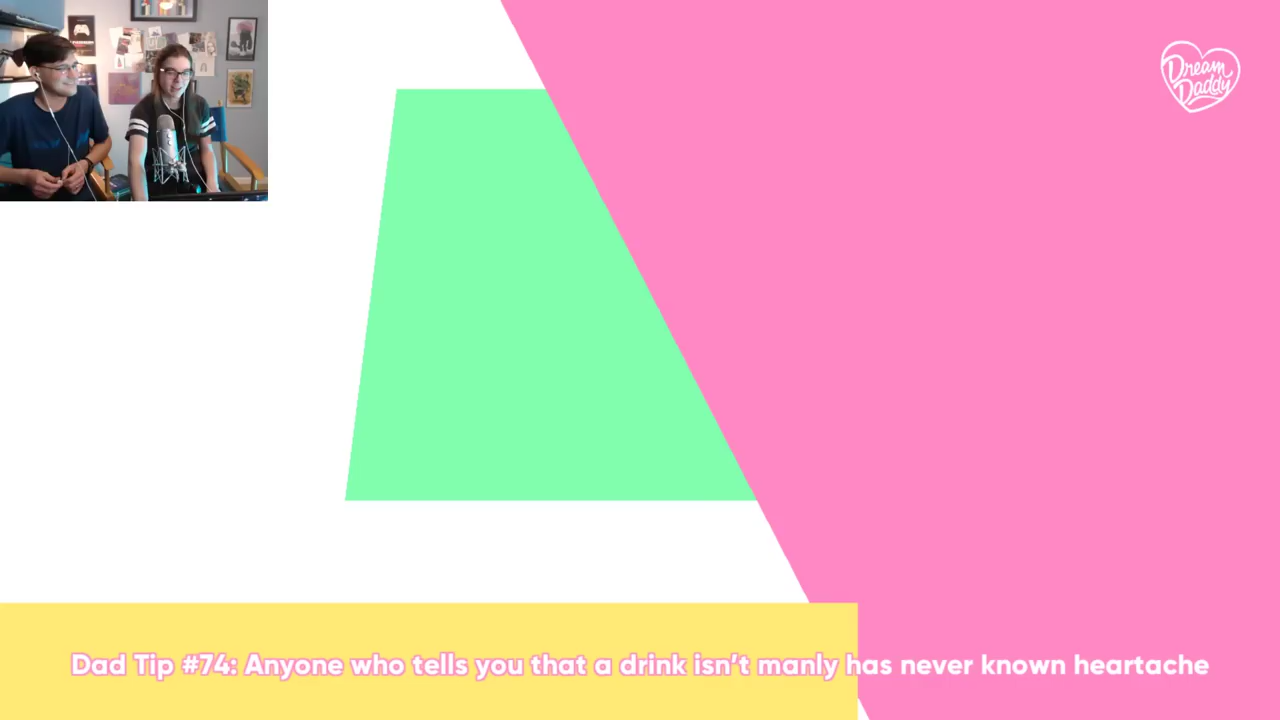 Dream
Daddy
Dad Tip #74: Anyone who tells you that a drink isn't manly has never known heartache